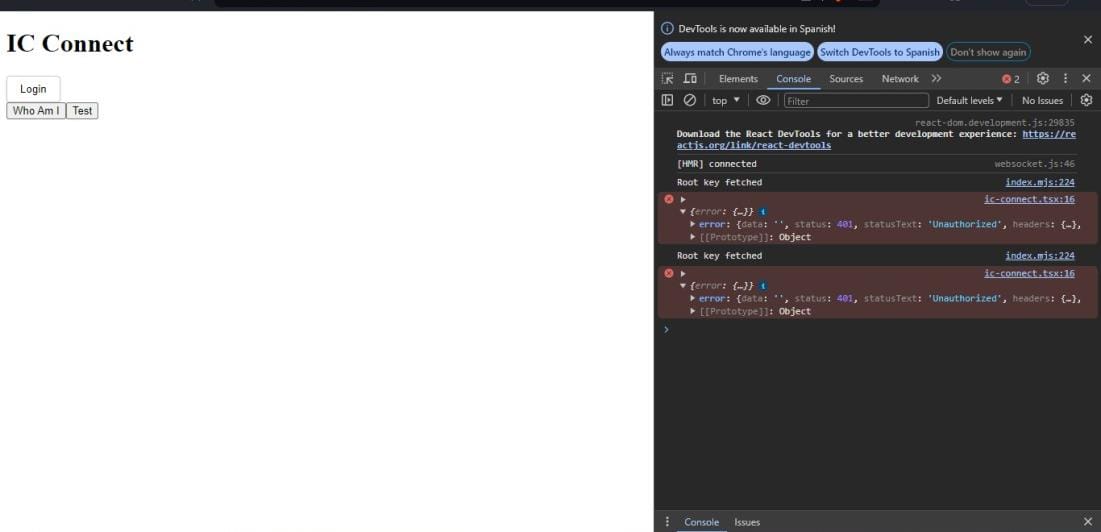 IC Connect
Login
Who Am I Test
DevTools is now available in Spanish!
Always match Chrome's language Switch DevTools to Spanish Don't show again
Elements Console Sources Network 2
top Filter Default levels No Issues
react-dom.development.js:29835
Download the React DevTools for a better development experience: https://re
actjs.org/link/react-devtools
[HMR] connected websocket.js:46
Root key fetched index.mjs:224
ic-connect.tsx:16
{error: {…}} i
error: {data: '', status: 401, statusText: 'Unauthorized', headers: {…},
[[Prototype]]: Object
Root key fetched index.mjs:224
ic-connect.tsx:16
{error: {…}} i
error: {data: '', status: 401, statusText: 'Unauthorized', headers: {…},
[[Prototype]]: Object
Console Issues